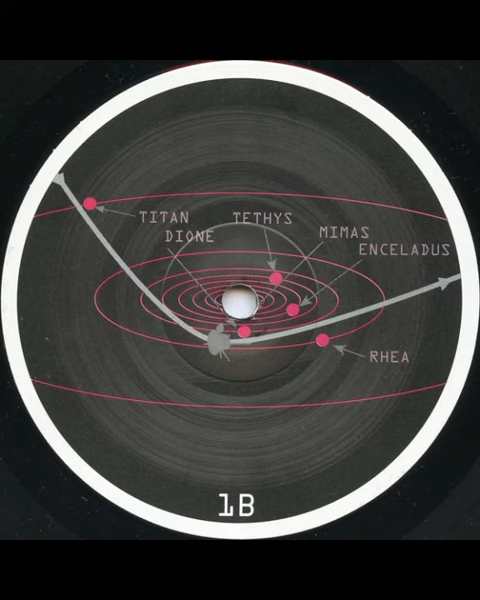 TITAN
TETHYS
DIONE
MIMAS
ENCELADUS
RHEA
1B